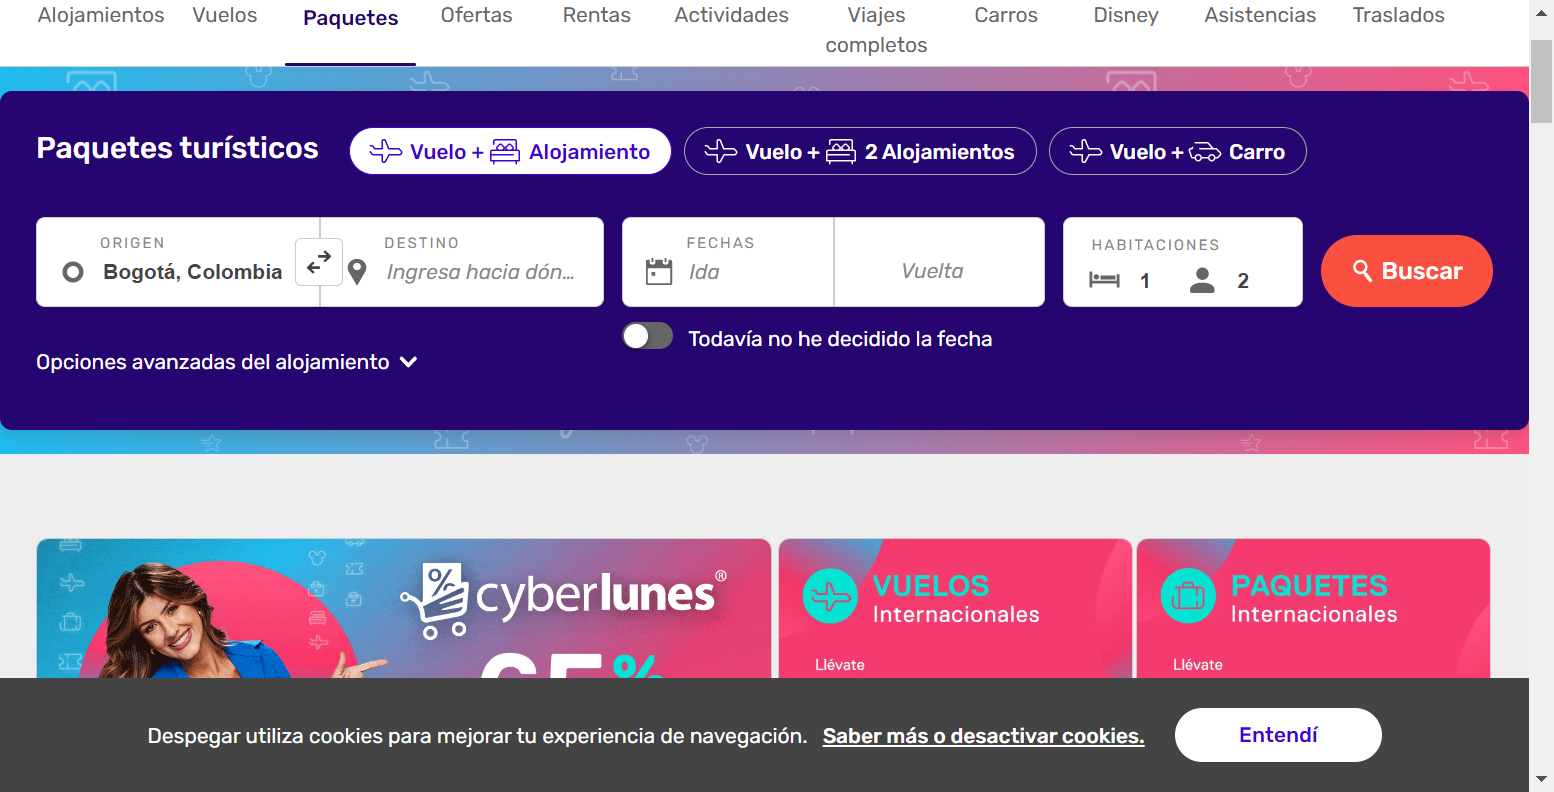 Alojamientos Vuelos Paquetes Ofertas Rentas Actividades Viajes completos Carros Disney Asistencias Traslados
Paquetes turísticos Vuelo + Alojamiento Vuelo + 2 Alojamientos Vuelo + Carro
ORIGEN DESTINO FECHAS HABITACIONES
Bogotá, Colombia Ingresa hacia dón... Ida Vuelta 1 2 Buscar
Todavía no he decidido la fecha
Opciones avanzadas del alojamiento
% cyberlunes®
65%
VUELOS
Internacionales
Llévate
PAQUETES
Internacionales
Llévate
Despegar utiliza cookies para mejorar tu experiencia de navegación. Saber más o desactivar cookies. Entendí